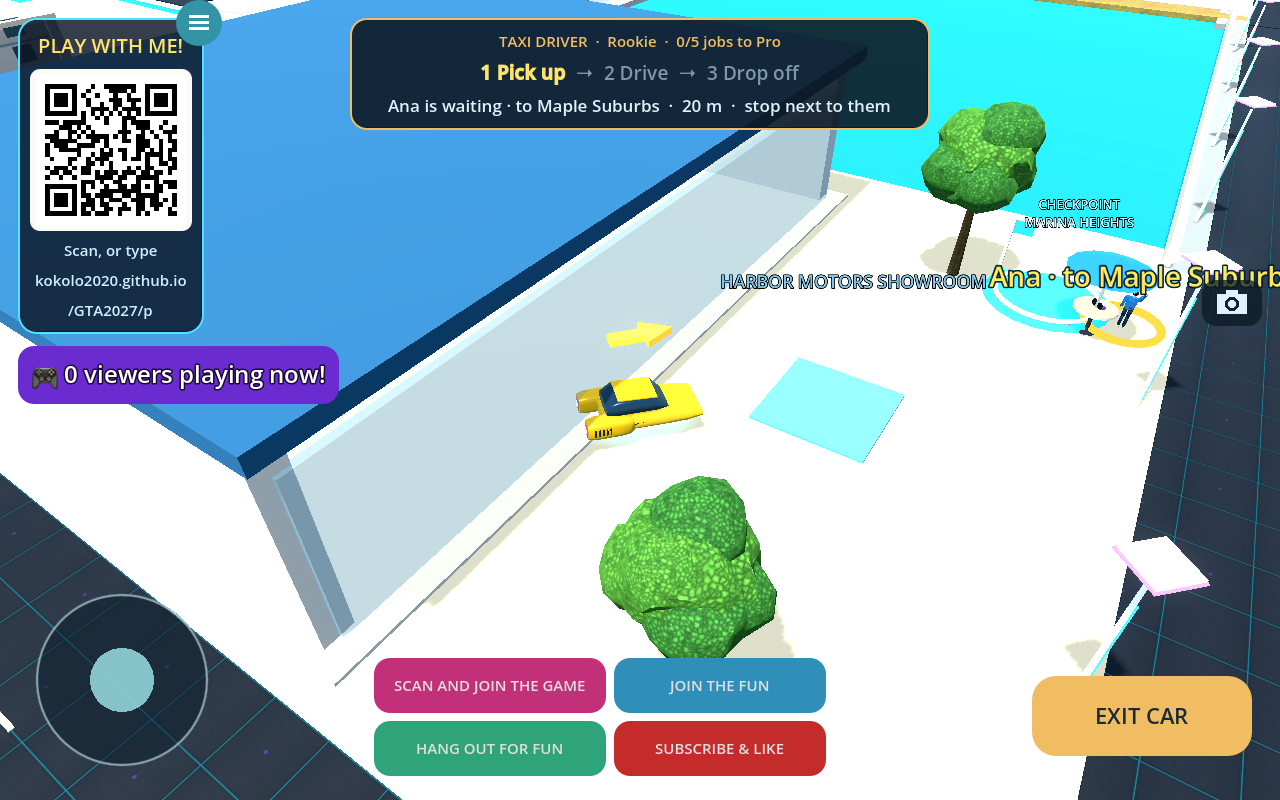 PLAY WITH ME!
Scan, or type
kokolo2020.github.io
/GTA2027/p
🎮 0 viewers playing now!
TAXI DRIVER · Rookie · 0/5 jobs to Pro
1 Pick up → 2 Drive → 3 Drop off
Ana is waiting · to Maple Suburbs · 20 m · stop next to them
CHECKPOINT
MARINA HEIGHTS
HARBOR MOTORS SHOWROOM
Ana · to Maple Suburb
SCAN AND JOIN THE GAME
JOIN THE FUN
HANG OUT FOR FUN
SUBSCRIBE & LIKE
EXIT CAR